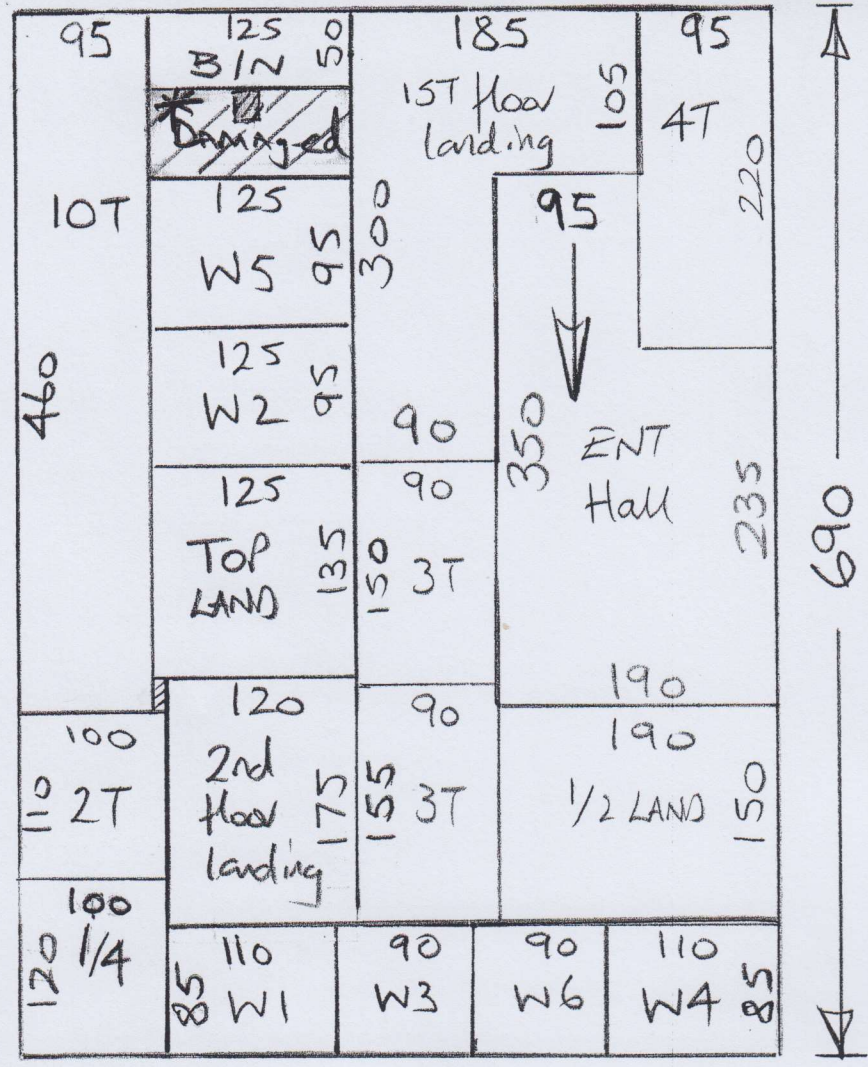 95
10T
460
125
BIN
50
Damaged
125
W5
95
125
W2
95
125
TOP
LAND
135
185
1ST floor
landing
105
300
90
95
4T
220
95
350
ENT
Hall
235
190
90
3T
150
100
2T
110
120
2nd
floor
landing
175
90
3T
155
190
1/2 LAND
150
100
1/4
120
110
W1
85
90
W3
90
W6
110
W4
85
690